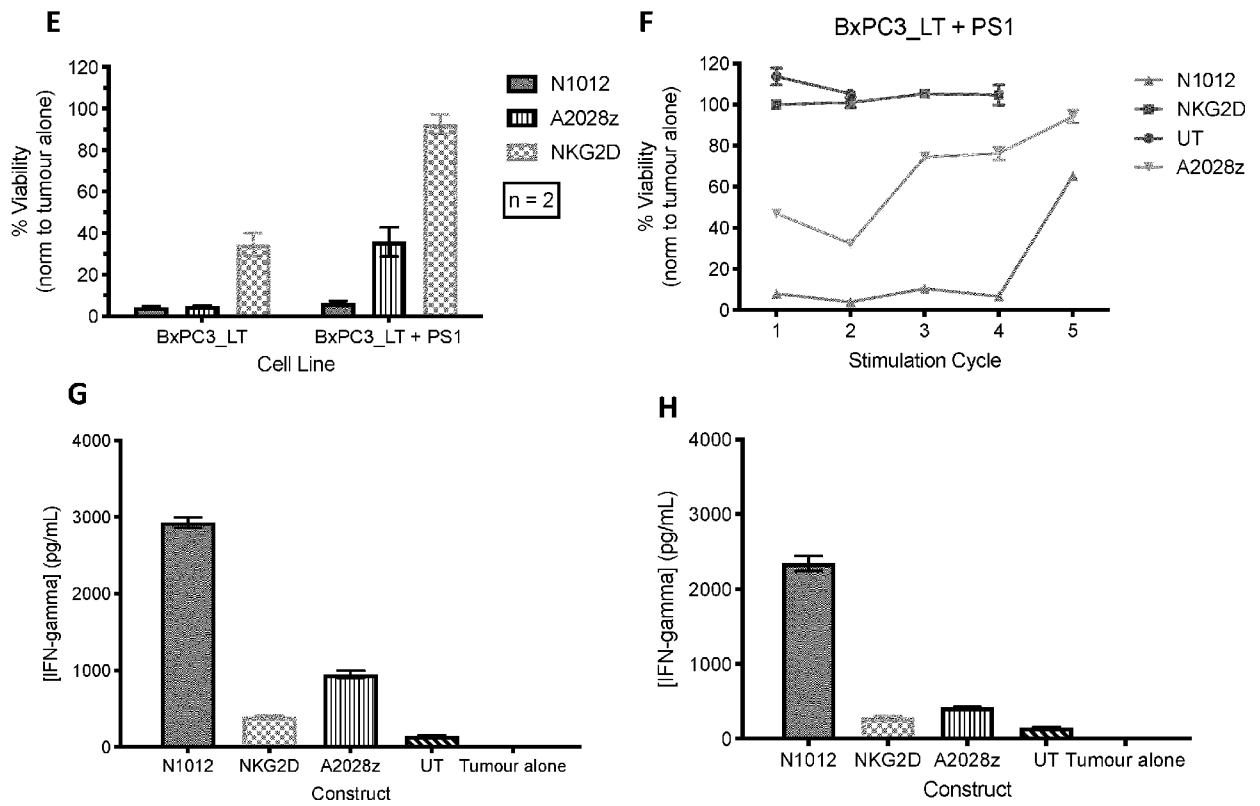 E
% Viability
(norm to tumour alone)
120
100
80
60
40
20
0
BxPC3_LT
BxPC3_LT + PS1
Cell Line
N1012
A2028z
NKG2D
n = 2
F
BxPC3_LT + PS1
% Viability
(norm to tumour alone)
120
100
80
60
40
20
0
1 2 3 4 5
Stimulation Cycle
N1012
NKG2D
UT
A2028z
G
[IFN-gamma] (pg/mL)
4000
3000
2000
1000
0
N1012 NKG2D A2028z UT Tumour alone
Construct
H
[IFN-gamma] (pg/mL)
4000
3000
2000
1000
0
N1012 NKG2D A2028z UT Tumour alone
Construct